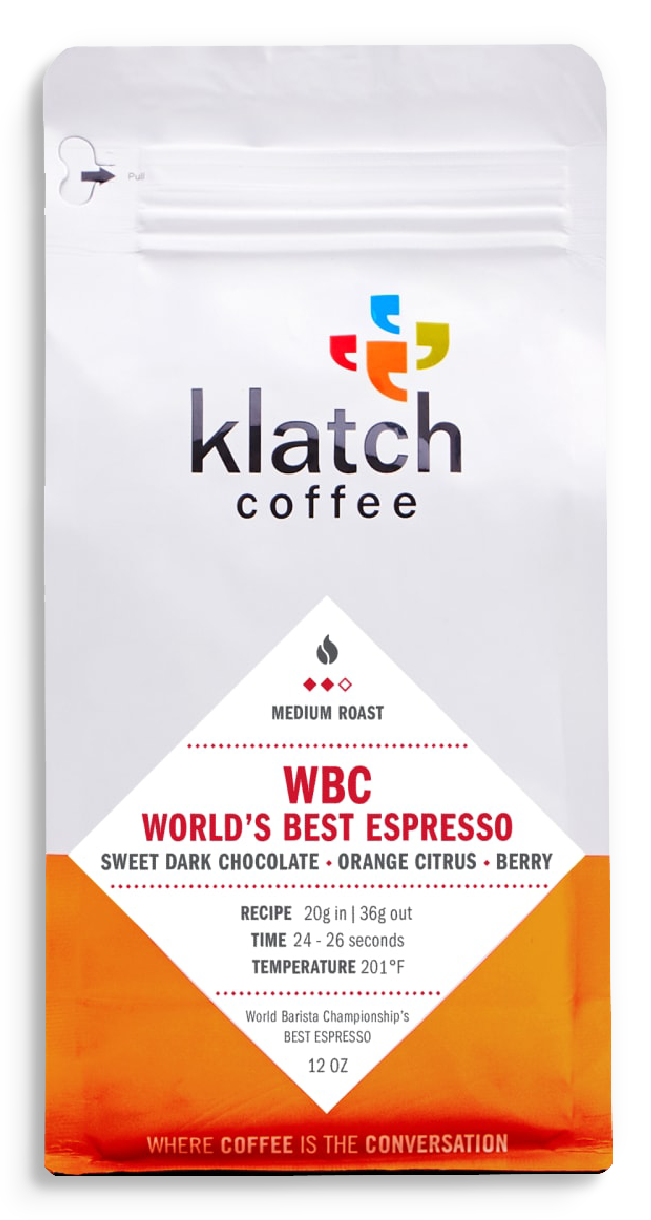 Pull
klatch
coffee
MEDIUM ROAST
WBC
WORLD'S BEST ESPRESSO
SWEET DARK CHOCOLATE • ORANGE CITRUS • BERRY
RECIPE 20g in | 36g out
TIME 24 - 26 seconds
TEMPERATURE 201°F
World Barista Championship's
BEST ESPRESSO
12 OZ
WHERE COFFEE IS THE CONVERSATION